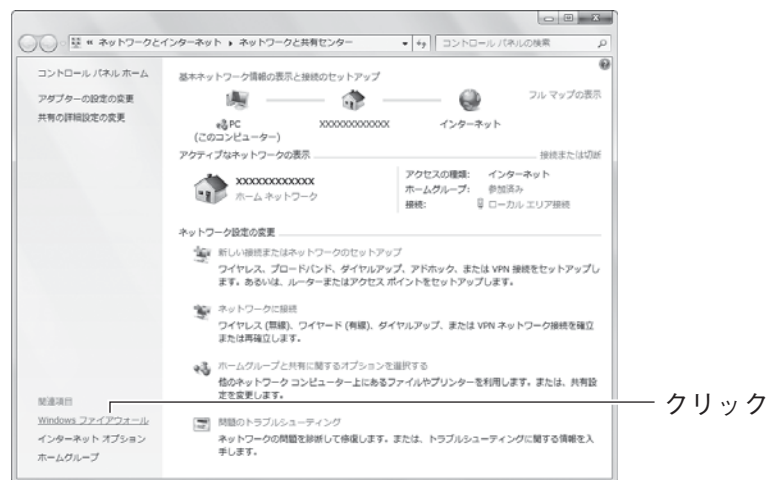 « ネットワークとインターネット ▸ ネットワークと共有センター
コントロール パネルの検索
コントロール パネル ホーム
アダプターの設定の変更
共有の詳細設定の変更
基本ネットワーク情報の表示と接続のセットアップ
フル マップの表示
PC
(このコンピューター)
XXXXXXXXXXXX
インターネット
アクティブなネットワークの表示
接続または切断
XXXXXXXXXXXX
ホーム ネットワーク
アクセスの種類: インターネット
ホームグループ: 参加済み
接続: ローカル エリア接続
ネットワーク設定の変更
新しい接続またはネットワークのセットアップ
ワイヤレス、ブロードバンド、ダイヤルアップ、アドホック、または VPN 接続をセットアップし
ます。あるいは、ルーターまたはアクセス ポイントをセットアップします。
ネットワークに接続
ワイヤレス (無線)、ワイヤード (有線)、ダイヤルアップ、または VPN ネットワーク接続を確立
または再確立します。
ホームグループと共有に関するオプションを選択する
他のネットワーク コンピューター上にあるファイルやプリンターを利用します。または、共有設
定を変更します。
問題のトラブルシューティング
ネットワークの問題を診断して修復します。または、トラブルシューティングに関する情報を入
手します。
関連項目
Windows ファイアウォール
インターネット オプション
ホームグループ
クリック